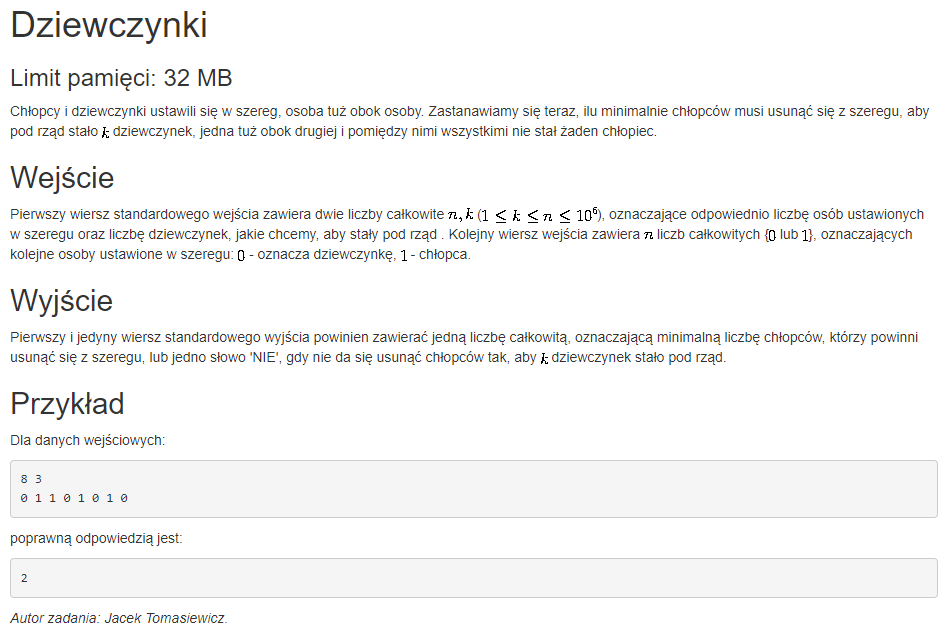 Dziewczynki
Limit pamięci: 32 MB
Chłopcy i dziewczynki ustawili się w szereg, osoba tuż obok osoby. Zastanawiamy się teraz, ilu minimalnie chłopców musi usunąć się z szeregu, aby
pod rząd stało k dziewczynek, jedna tuż obok drugiej i pomiędzy nimi wszystkimi nie stał żaden chłopiec.
Wejście
Pierwszy wiersz standardowego wejścia zawiera dwie liczby całkowite n, k (1 ≤ k ≤ n ≤ 10⁶), oznaczające odpowiednio liczbę osób ustawionych
w szeregu oraz liczbę dziewczynek, jakie chcemy, aby stały pod rząd . Kolejny wiersz wejścia zawiera n liczb całkowitych {0 lub 1}, oznaczających
kolejne osoby ustawione w szeregu: 0 - oznacza dziewczynkę, 1 - chłopca.
Wyjście
Pierwszy i jedyny wiersz standardowego wyjścia powinien zawierać jedną liczbę całkowitą, oznaczającą minimalną liczbę chłopców, którzy powinni
usunąć się z szeregu, lub jedno słowo 'NIE', gdy nie da się usunąć chłopców tak, aby k dziewczynek stało pod rząd.
Przykład
Dla danych wejściowych:
8 3
0 1 1 0 1 0 1 0
poprawną odpowiedzią jest:
2
Autor zadania: Jacek Tomasiewicz.